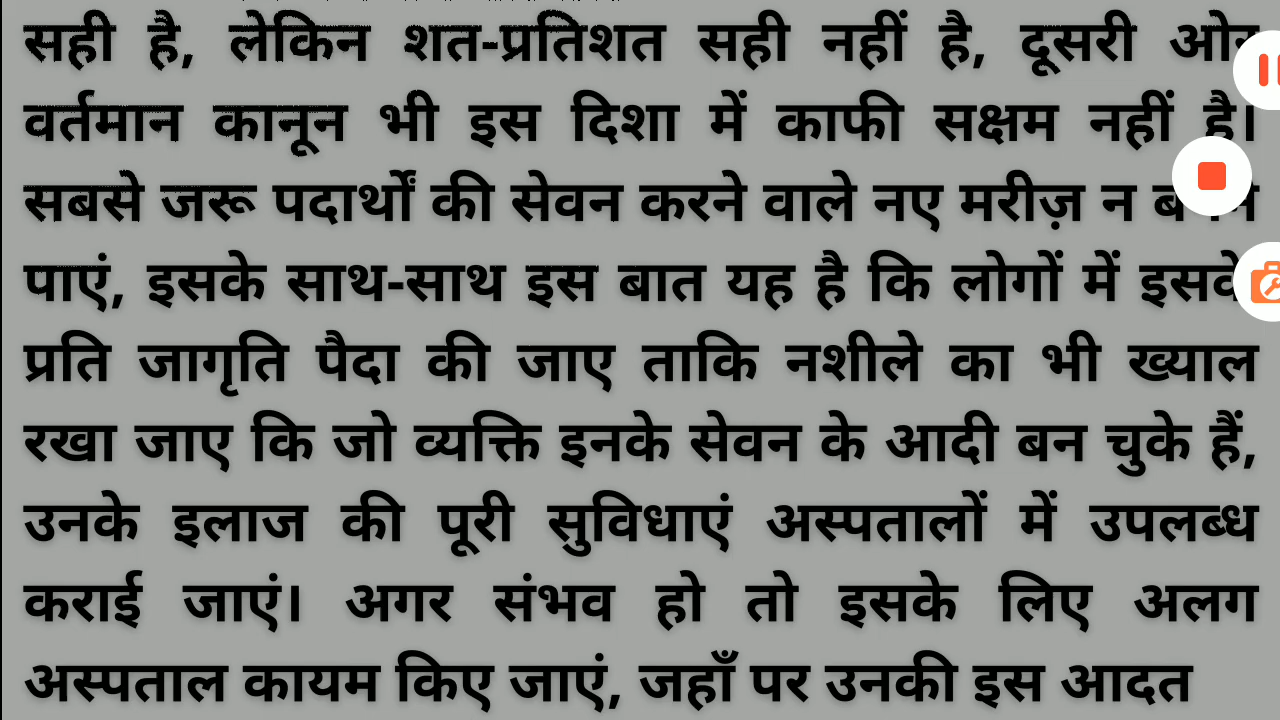 सही है, लेकिन शत-प्रतिशत सही नहीं है, दूसरी ओर
वर्तमान कानून भी इस दिशा में काफी सक्षम नहीं है।
सबसे जरू पदार्थों की सेवन करने वाले नए मरीज़ न
पाएं, इसके साथ-साथ इस बात यह है कि लोगों में इसके
प्रति जागृति पैदा की जाए ताकि नशीले का भी ख्याल
रखा जाए कि जो व्यक्ति इनके सेवन के आदी बन चुके हैं,
उनके इलाज की पूरी सुविधाएं अस्पतालों में उपलब्ध
कराई जाएं। अगर संभव हो तो इसके लिए अलग
अस्पताल कायम किए जाएं, जहाँ पर उनकी इस आदत